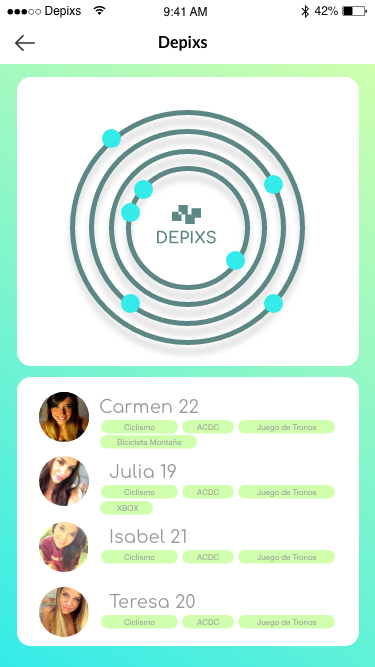 Depixs 9:41 AM 42%
Depixs
DEPIXS
Carmen 22
Ciclismo ACDC Juego de Tronos
Bicicleta Montaña
Julia 19
Ciclismo ACDC Juego de Tronos
XBOX
Isabel 21
Ciclismo ACDC Juego de Tronos
Teresa 20
Ciclismo ACDC Juego de Tronos